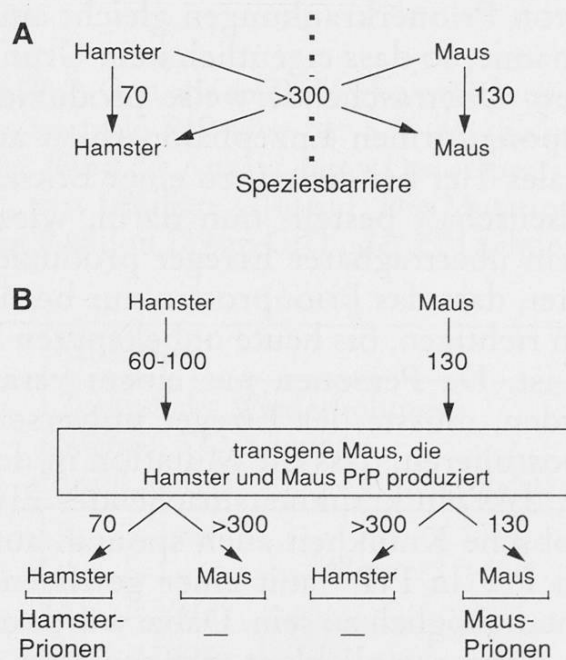 A
Hamster Maus
70 300 130
Hamster Maus
Speziesbarriere
B
Hamster Maus
60-100 130
transgene Maus, die
Hamster und Maus PrP produziert
70 >300 >300 130
Hamster Maus Hamster Maus
Hamster- — — Maus-
Prionen Prionen